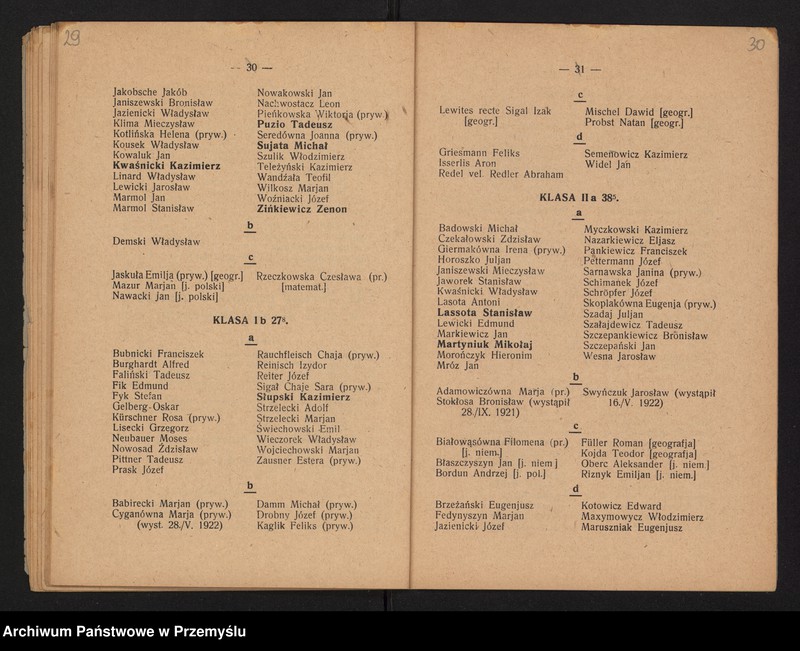 29
— 30 —
Jakobsche Jakób
Janiszewski Bronisław
Jazienicki Władysław
Klima Mieczysław
Kotlińska Helena (pryw.)
Kousek Władysław
Kowaluk Jan
Kwaśnicki Kazimierz
Linard Władysław
Lewicki Jarosław
Marmol Jan
Marmol Stanisław
Nowakowski Jan
Nachwostacz Leon
Pieńkowska Wiktorja (pryw.)
Puzio Tadeusz
Seredówna Joanna (pryw.)
Sujata Michał
Szulik Włodzimierz
Teleżyński Kazimierz
Wandżała Teofil
Wilkosz Marjan
Woźniacki Józef
Zińkiewicz Zenon
b
Demski Władysław
c
Jaskuła Emilja (pryw.) [geogr.]
Mazur Marjan [j. polski]
Nawacki Jan [j. polski]
Rzeczkowska Czesława (pr.)
[matemat.]
KLASA I b 27⁸.
a
Bubnicki Franciszek
Burghardt Alfred
Faliński Tadeusz
Fik Edmund
Fyk Stefan
Gelberg Oskar
Kürschner Rosa (pryw.)
Lisecki Grzegorz
Neubauer Moses
Nowosad Zdzisław
Pittner Tadeusz
Prask Józef
Rauchfleisch Chaja (pryw.)
Reinisch Izydor
Reiter Józef
Sigał Chaje Sara (pryw.)
Słupski Kazimierz
Strzelecki Adolf
Strzelecki Marjan
Świechowski Emil
Wieczorek Władysław
Wojciechowski Marjan
Zausner Estera (pryw.)
b
Babirecki Marjan (pryw.)
Cyganówna Marja (pryw.)
(wyst. 28./V. 1922)
Damm Michał (pryw.)
Drobny Józef (pryw.)
Kaglik Feliks (pryw.)
30
— 31 —
c
Lewites recte Sigal Izak
[geogr.]
Mischel Dawid [geogr.]
Probst Natan [geogr.]
d
Griesmann Feliks
Isserlis Aron
Redel vel. Redler Abraham
Semenowicz Kazimierz
Widel Jan
KLASA II a 38⁵.
a
Badowski Michał
Czekałowski Zdzisław
Giermakówna Irena (pryw.)
Horoszko Juljan
Janiszewski Mieczysław
Jaworek Stanisław
Kwaśnicki Władysław
Lasota Antoni
Lassota Stanisław
Lewicki Edmund
Markiewicz Jan
Martyniuk Mikołaj
Morończyk Hieronim
Mróz Jan
Myczkowski Kazimierz
Nazarkiewicz Eljasz
Pankiewicz Franciszek
Pettermann Józef
Sarnawska Janina (pryw.)
Schimanek Józef
Schröpfer Józef
Skoplakówna Eugenja (pryw.)
Szadaj Juljan
Szałajdewicz Tadeusz
Szczepankiewicz Bronisław
Szczepański Jan
Wesna Jarosław
b
Adamowiczówna Marja (pr.)
Stokłosa Bronisław (wystąpił
28./IX. 1921)
Swyńczuk Jarosław (wystąpił
16./V. 1922)
c
Białowąsówna Filomena (pr.)
[j. niem.]
Błaszczyszyn Jan [j. niem]
Bordun Andrzej [j. pol.]
Füller Roman [geografja]
Kojda Teodor [geografja]
Oberc Aleksander [j. niem]
Riznyk Emiljan [j. niem.]
d
Brzeżański Eugenjusz
Fedynyszyn Marjan
Jazienicki Józef
Kotowicz Edward
Maxymowycz Włodzimierz
Maruszniak Eugenjusz
Archiwum Państwowe w Przemyślu